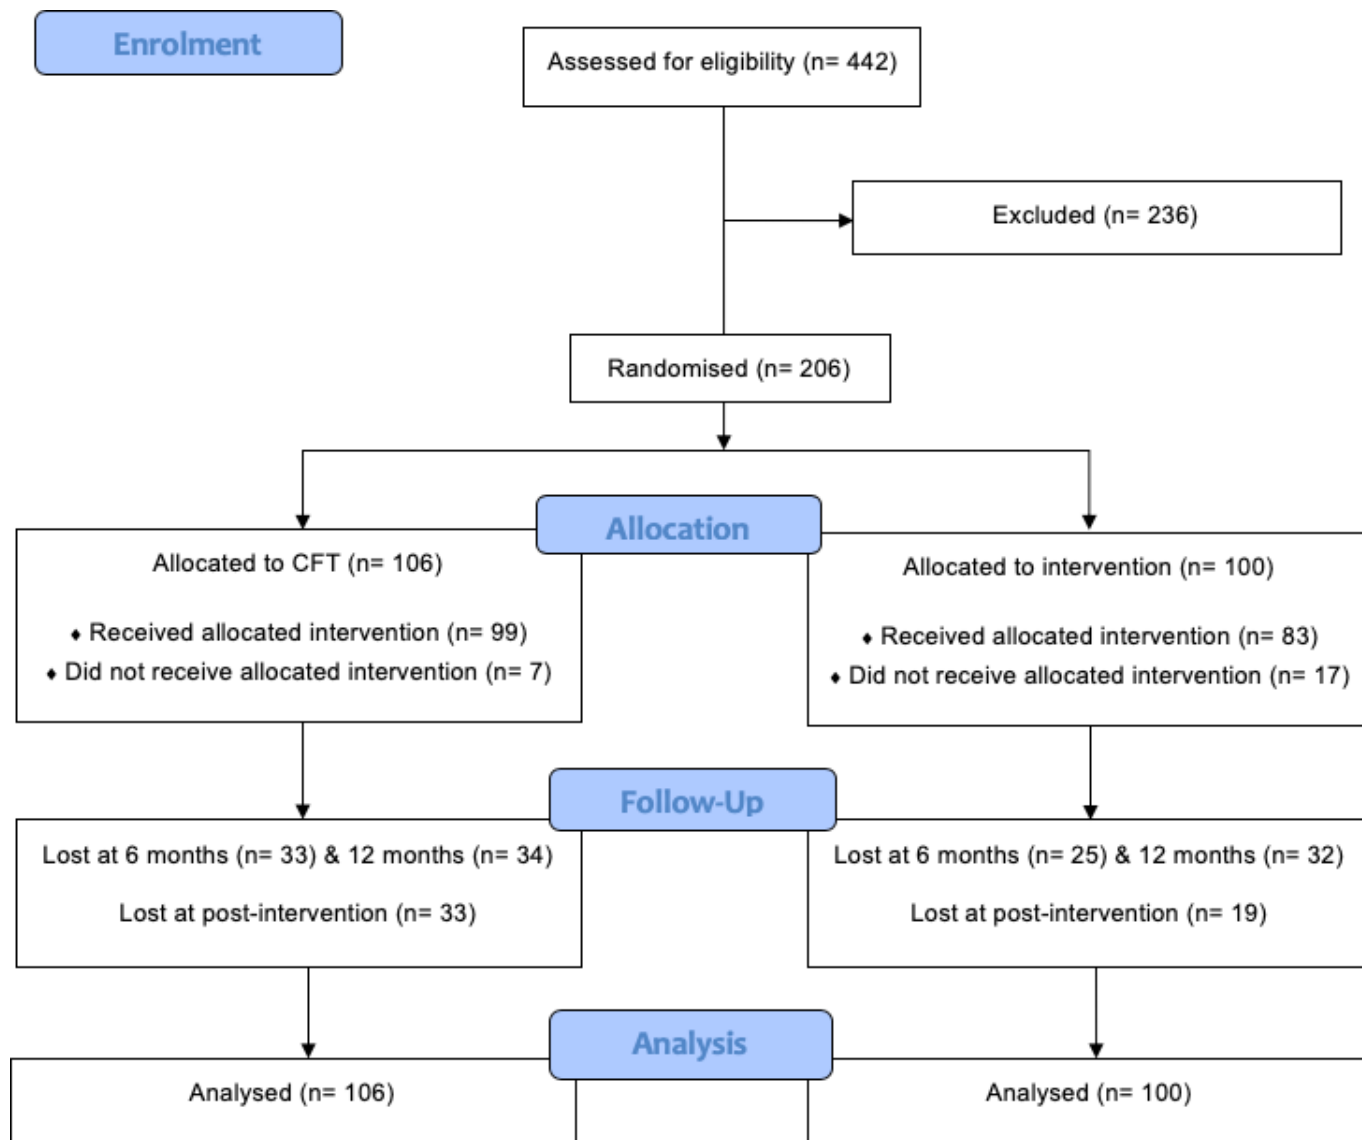 Enrolment
Assessed for eligibility (n= 442)
Excluded (n= 236)
Randomised (n= 206)
Allocation
Allocated to CFT (n= 106)
♦ Received allocated intervention (n= 99)
♦ Did not receive allocated intervention (n= 7)
Allocated to intervention (n= 100)
♦ Received allocated intervention (n= 83)
♦ Did not receive allocated intervention (n= 17)
Follow-Up
Lost at 6 months (n= 33) & 12 months (n= 34)
Lost at post-intervention (n= 33)
Lost at 6 months (n= 25) & 12 months (n= 32)
Lost at post-intervention (n= 19)
Analysis
Analysed (n= 106)
Analysed (n= 100)